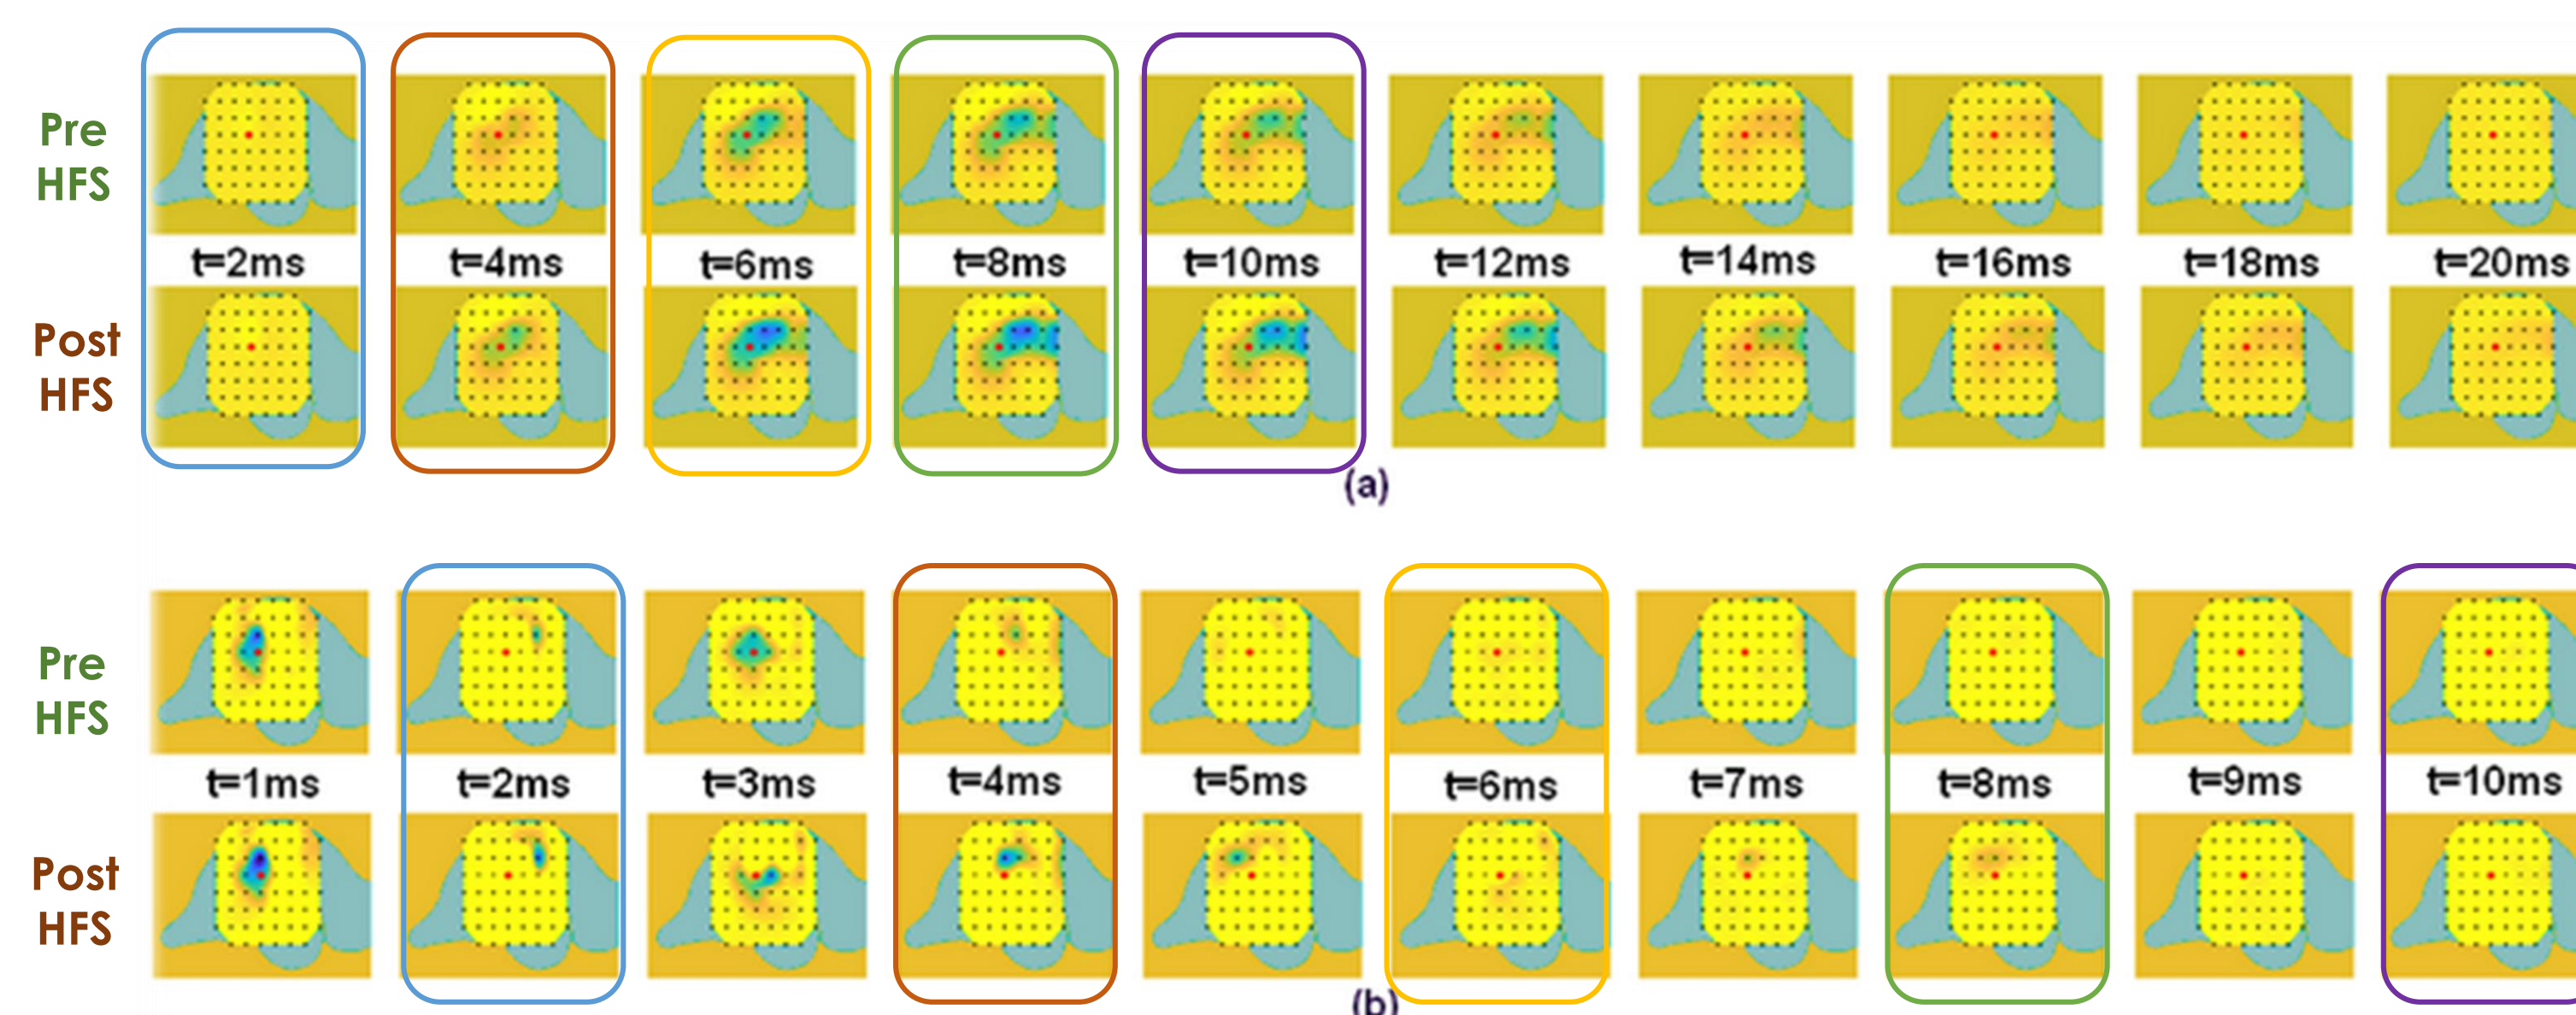 Pre
HFS
t=2ms t=4ms t=6ms t=8ms t=10ms t=12ms t=14ms t=16ms t=18ms t=20ms
Post
HFS
(a)
Pre
HFS
t=1ms t=2ms t=3ms t=4ms t=5ms t=6ms t=7ms t=8ms t=9ms t=10ms
Post
HFS
(b)